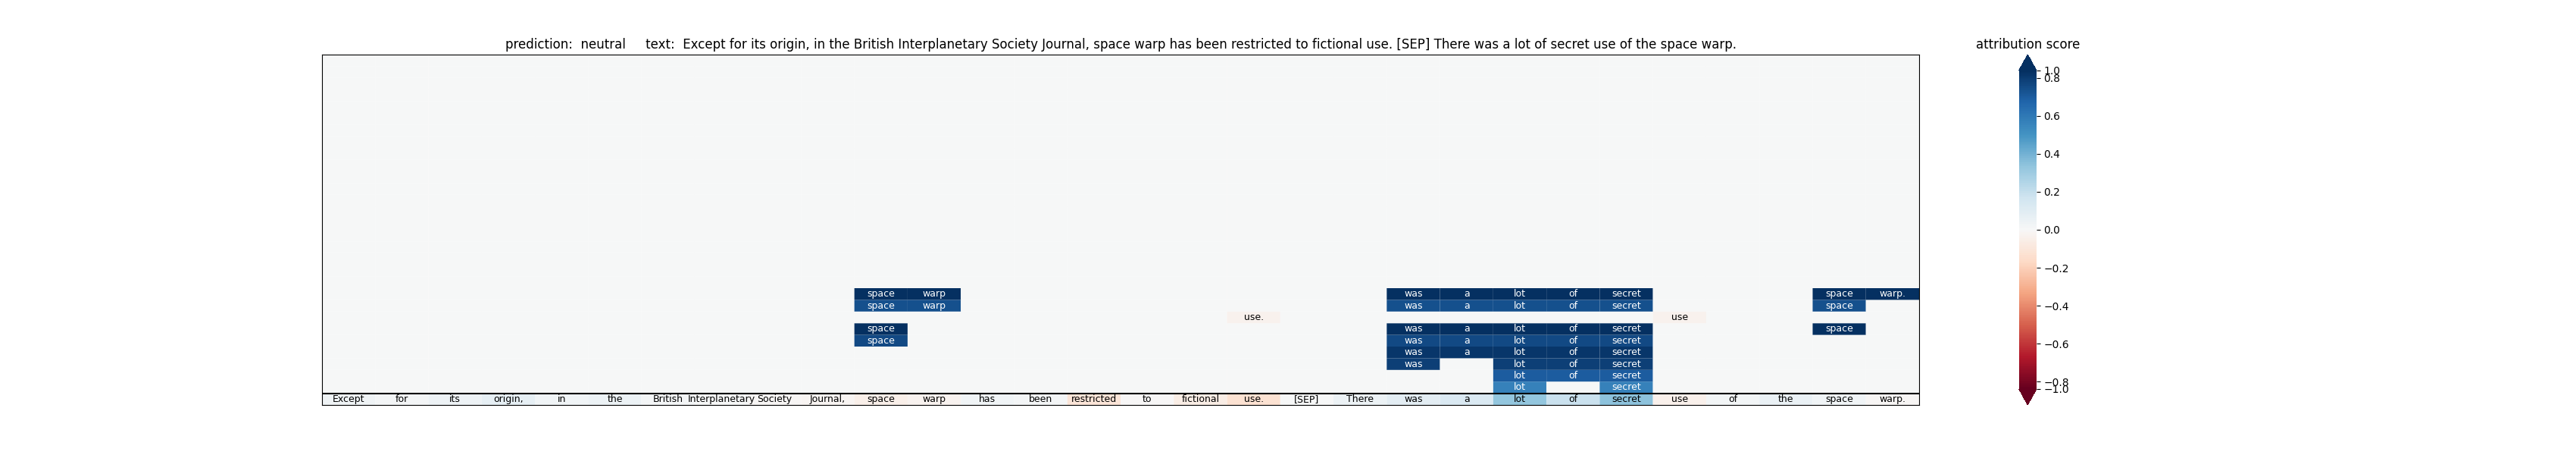 prediction:  neutral     text:  Except for its origin, in the British Interplanetary Society Journal, space warp has been restricted to fictional use. [SEP] There was a lot of secret use of the space warp.
attribution score
1.0
0.8
0.6
0.4
0.2
0.0
−0.2
−0.4
−0.6
−0.8
−1.0
space warp was a lot of secret space warp.
space warp was a lot of secret space
use. use
space was a lot of secret space
space was a lot of secret
was a lot of secret
was lot of secret
lot of secret
lot secret
Except for its origin, in the British Interplanetary Society Journal, space warp has been restricted to fictional use. [SEP] There was a lot of secret use of the space warp.